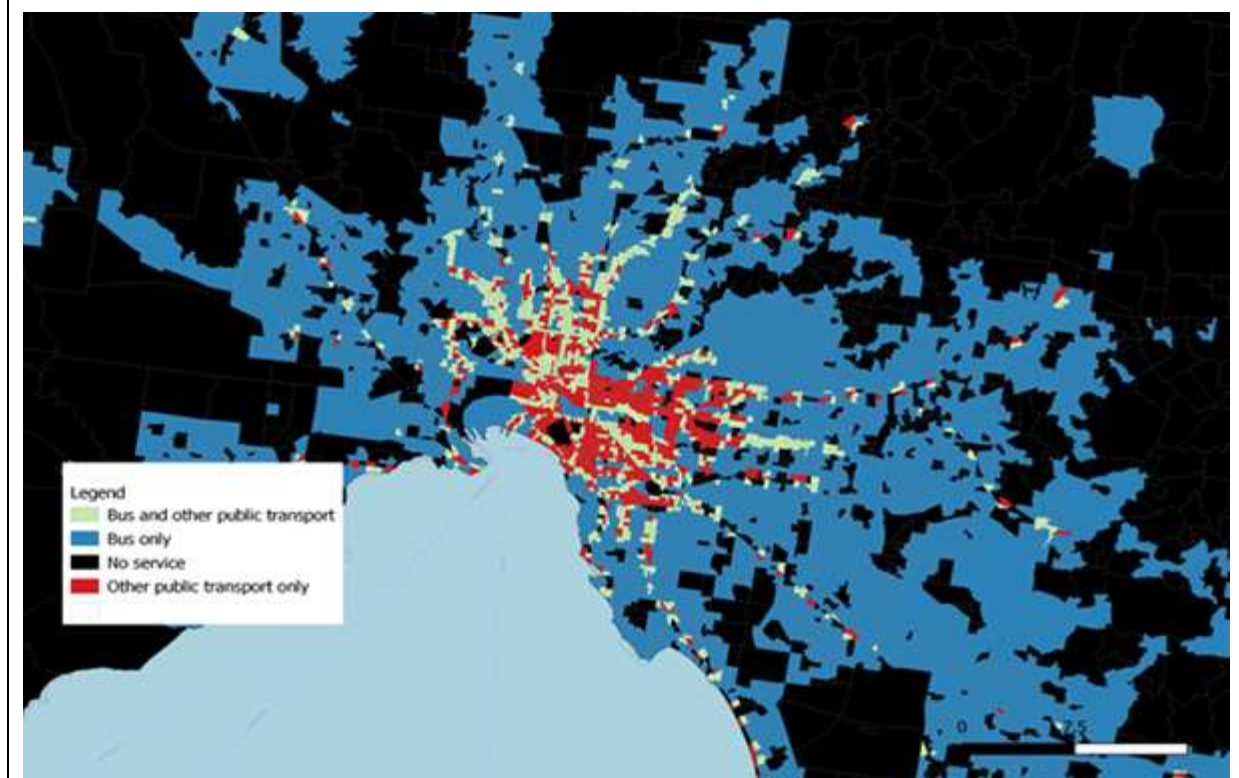 Legend
Bus and other public transport
Bus only
No service
Other public transport only
0 7.5